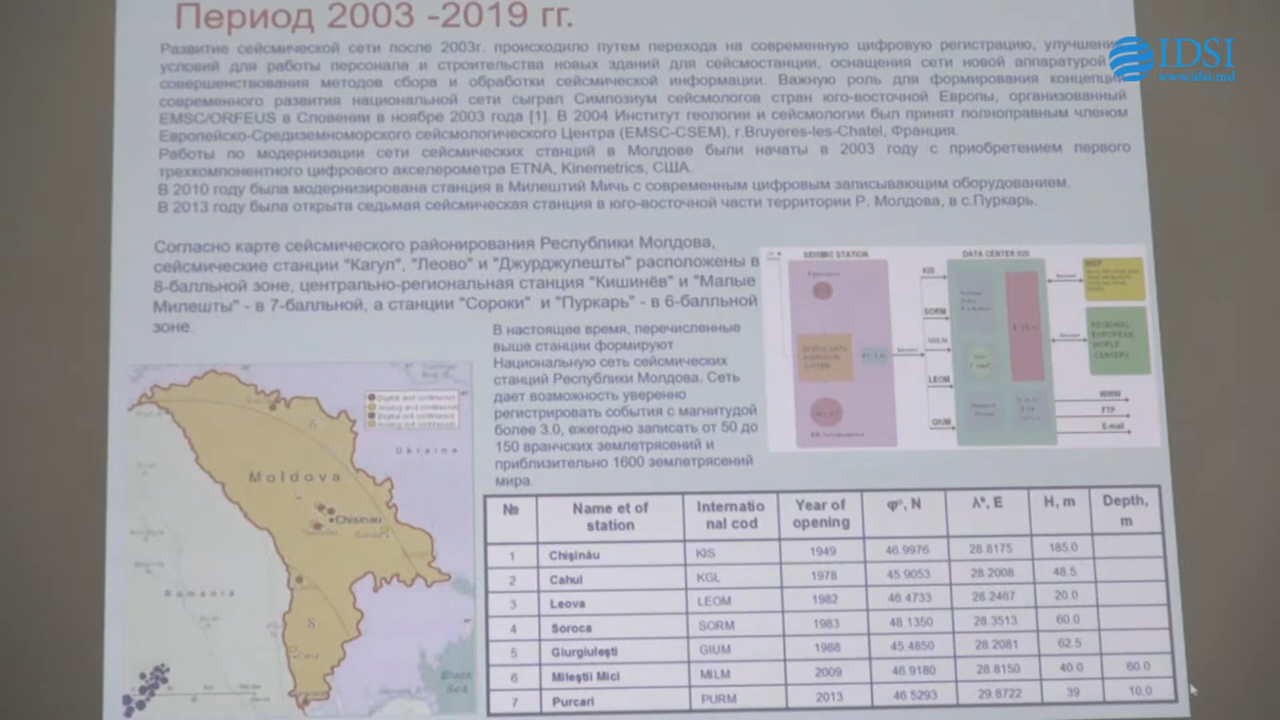 Период 2003 -2019 гг.
IDSI
www.idsi.md
Развитие сейсмической сети после 2003г. происходило путем перехода на современную цифровую регистрацию,
условий для работы персонала и строительства новых зданий для сейсмостанции, оснащения сети новой аппаратурой
совершенствования методов сбора и обработки сейсмической информации. Важную роль для формирования
современного развития национальной сети сыграл Симпозиум сейсмологов стран юго-восточной Европы, организованный
EMSC/ORFEUS в Словении в ноябре 2003 года [1]. В 2004 Институт геологии и сейсмологии был принят полноправным членом
Европейско-Средиземноморского сейсмологического Центра (EMSC-CSEM), г.Bruyeres-les-Chatel, Франция.
Работы по модернизации сети сейсмических станций в Молдове были начаты в 2003 году с приобретением первого
трехкомпонентного цифрового акселерометра ETNA, Kinemetrics, США.
В 2010 году была модернизирована станция в Милештий Мичь с современным цифровым записывающим оборудованием.
В 2013 году была открыта седьмая сейсмическая станция в юго-восточной части территории Р. Молдова, в с.Пуркарь.
Согласно карте сейсмического районирования Республики Молдова,
сейсмические станции "Кагул", "Леово" и "Джурджулешты" расположены в
8-балльной зоне, центрально-региональная станция "Кишинёв" и "Малые
Милешты" - в 7-балльной, а станции "Сороки" и "Пуркарь" - в 6-балльной
зоне.
В настоящее время, перечисленные
выше станции формируют
Национальную сеть сейсмических
станций Республики Молдова. Сеть
дает возможность уверенно
регистрировать события с магнитудой
более 3.0, ежегодно записать от 50 до
150 вранчских землетрясений и
приблизительно 1600 землетрясений
мира.
SEISMIC STATION
DATA CENTER IGS
KIS
SORM
MILM
LEOM
GIUM
REGIONAL
EUROPEAN
WORLD
CENTERS
WWW
FTP
E-mail
Digital and continuous
Analog and continuous
6
Ukraine
Moldova
Chisinau
Romania
8
Black
Sea
№ Name et of station Internatio nal cod Year of opening φ°, N λ°, E H, m Depth, m
1 Chişinău KIS 1949 46.9976 28.8175 185.0
2 Cahul KGL 1978 45.9053 28.2008 48.5
3 Leova LEOM 1982 46.4733 28.2467 20.0
4 Soroca SORM 1983 48.1350 28.3513 60.0
5 Giurgiuleşti GIUM 1988 45.4850 28.2081 62.5
6 Mileştii Mici MILM 2009 46.9180 28.8150 40.0 60.0
7 Purcari PURM 2013 46.5293 29.8722 39 10.0